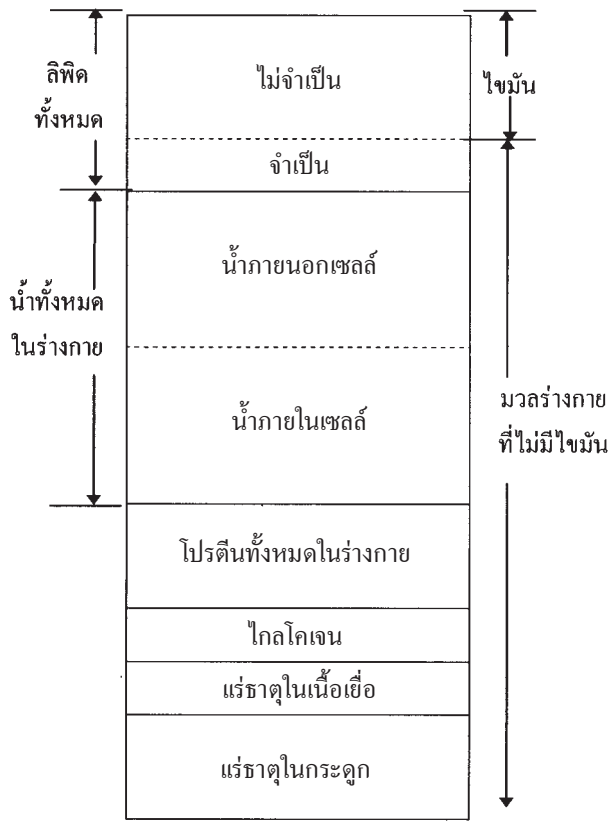 ลิพิด
ทั้งหมด
ไม่จำเป็น
ไขมัน
จำเป็น
น้ำภายนอกเซลล์
น้ำทั้งหมด
ในร่างกาย
น้ำภายในเซลล์
มวลร่างกาย
ที่ไม่มีไขมัน
โปรตีนทั้งหมดในร่างกาย
ไกลโคเจน
แร่ธาตุในเนื้อเยื่อ
แร่ธาตุในกระดูก